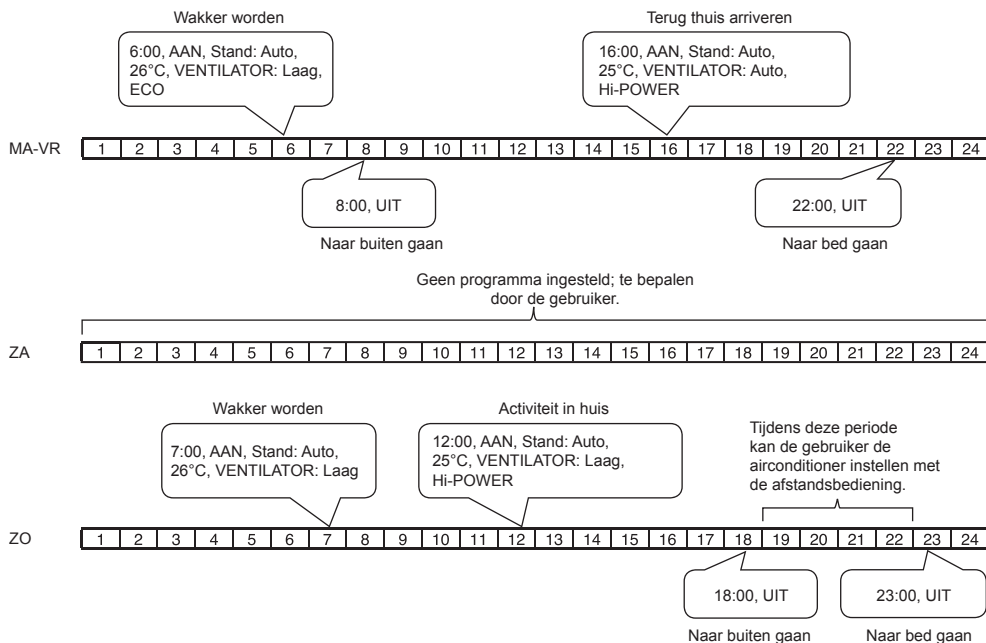 Wakker worden
Terug thuis arriveren
6:00, AAN, Stand: Auto,
26°C, VENTILATOR: Laag,
ECO
16:00, AAN, Stand: Auto,
25°C, VENTILATOR: Auto,
Hi-POWER
MA-VR 1 2 3 4 5 6 7 8 9 10 11 12 13 14 15 16 17 18 19 20 21 22 23 24
8:00, UIT
22:00, UIT
Naar buiten gaan
Naar bed gaan
Geen programma ingesteld; te bepalen
door de gebruiker.
ZA 1 2 3 4 5 6 7 8 9 10 11 12 13 14 15 16 17 18 19 20 21 22 23 24
Wakker worden
Activiteit in huis
7:00, AAN, Stand: Auto,
26°C, VENTILATOR: Laag
12:00, AAN, Stand: Auto,
25°C, VENTILATOR: Laag,
Hi-POWER
Tijdens deze periode
kan de gebruiker de
airconditioner instellen met
de afstandsbediening.
ZO 1 2 3 4 5 6 7 8 9 10 11 12 13 14 15 16 17 18 19 20 21 22 23 24
18:00, UIT
23:00, UIT
Naar buiten gaan
Naar bed gaan